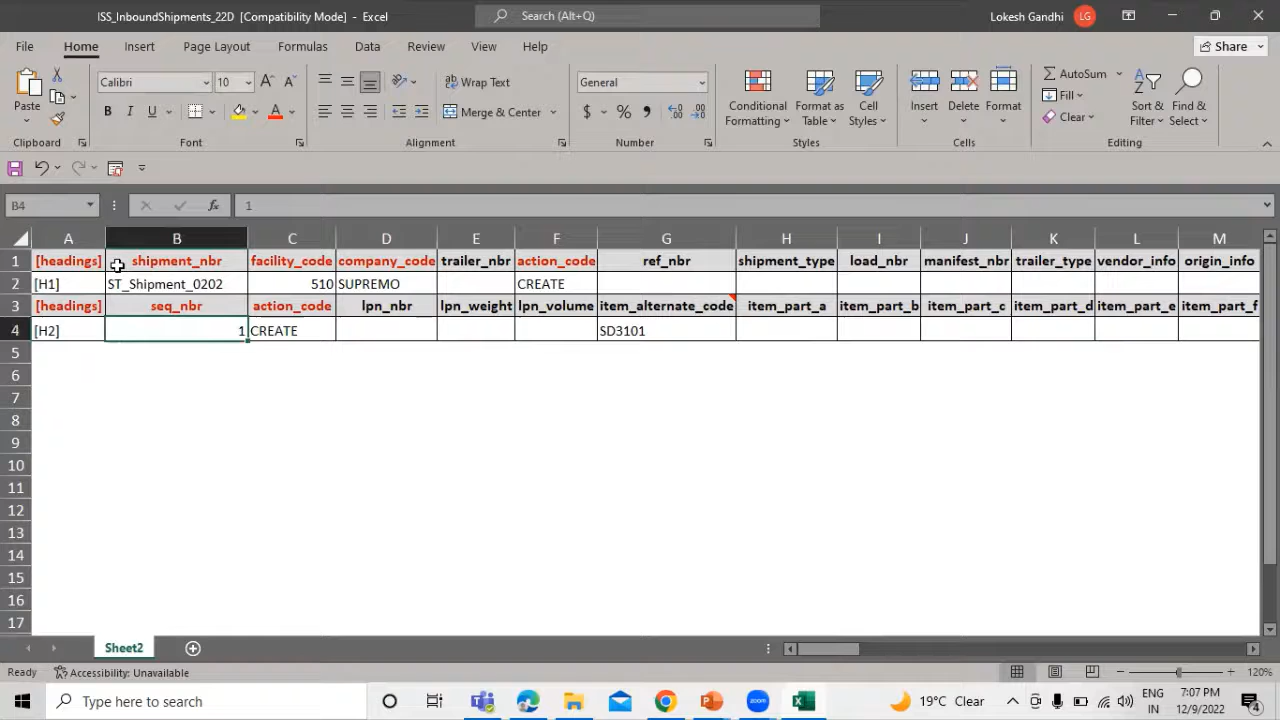 ISS_InboundShipments_22D [Compatibility Mode] - Excel
Search (Alt+Q)
Lokesh Gandhi LG
File Home Insert Page Layout Formulas Data Review View Help Share
Paste
Calibri 10
B I U
Wrap Text
Merge & Center
General
$ % ,
Conditional Formatting
Format as Table
Cell Styles
Insert Delete Format
AutoSum
Fill
Clear
Sort & Filter
Find & Select
Clipboard Font Alignment Number Styles Cells Editing
B4 fx 1
A B C D E F G H I J K L M
1 [headings] shipment_nbr facility_code company_code trailer_nbr action_code ref_nbr shipment_type load_nbr manifest_nbr trailer_type vendor_info origin_info
2 [H1] ST_Shipment_0202 510 SUPREMO CREATE
3 [headings] seq_nbr action_code lpn_nbr lpn_weight lpn_volume item_alternate_code item_part_a item_part_b item_part_c item_part_d item_part_e item_part_f
4 [H2] 1 CREATE SD3101
5
6
7
8
9
10
11
12
13
14
15
16
17
Sheet2
Ready Accessibility: Unavailable 120%
Type here to search
19°C Clear
ENG
IN
7:07 PM
12/9/2022
4